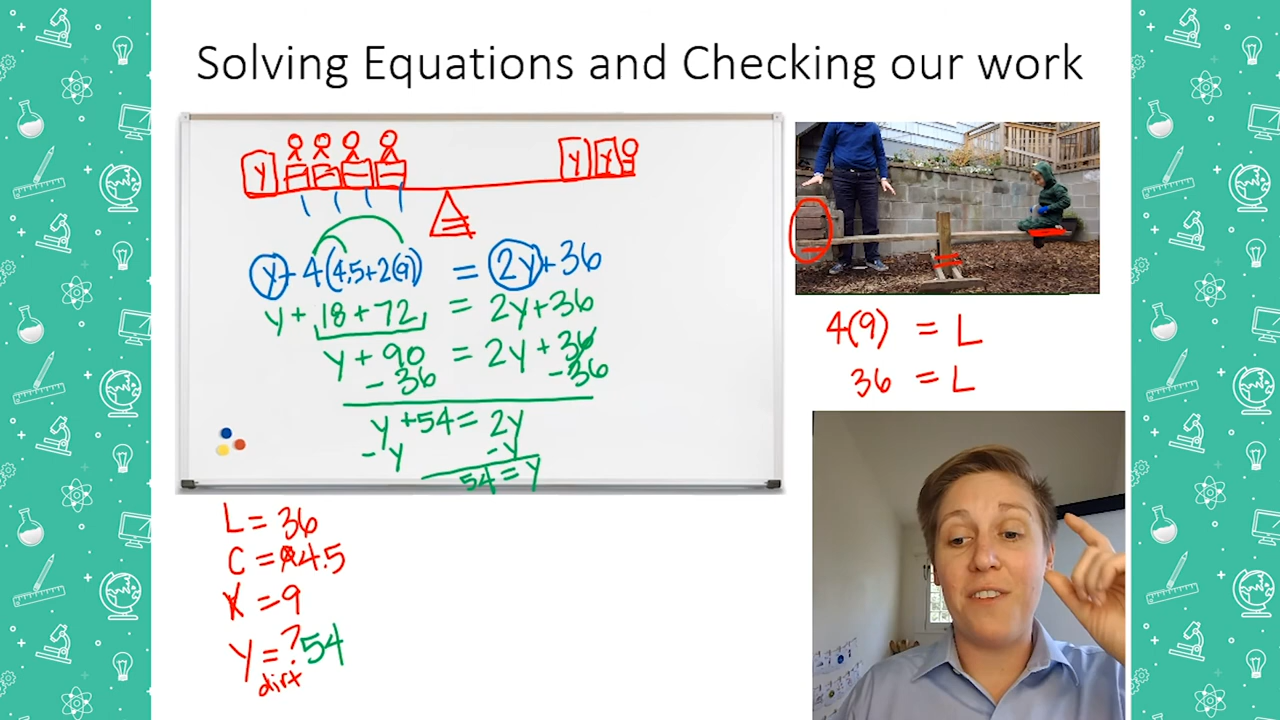 Solving Equations and Checking our work
y y y
y + 4(4.5+2(9)) = 2y+36
y + 18 + 72 = 2y+36
y + 90 = 2y + 36
- 36 -36
y +54 = 2y
- y -y
54 = y
4(9) = L
36 = L
L = 36
C = 4.5
X = 9
Y = ? 54
dirt